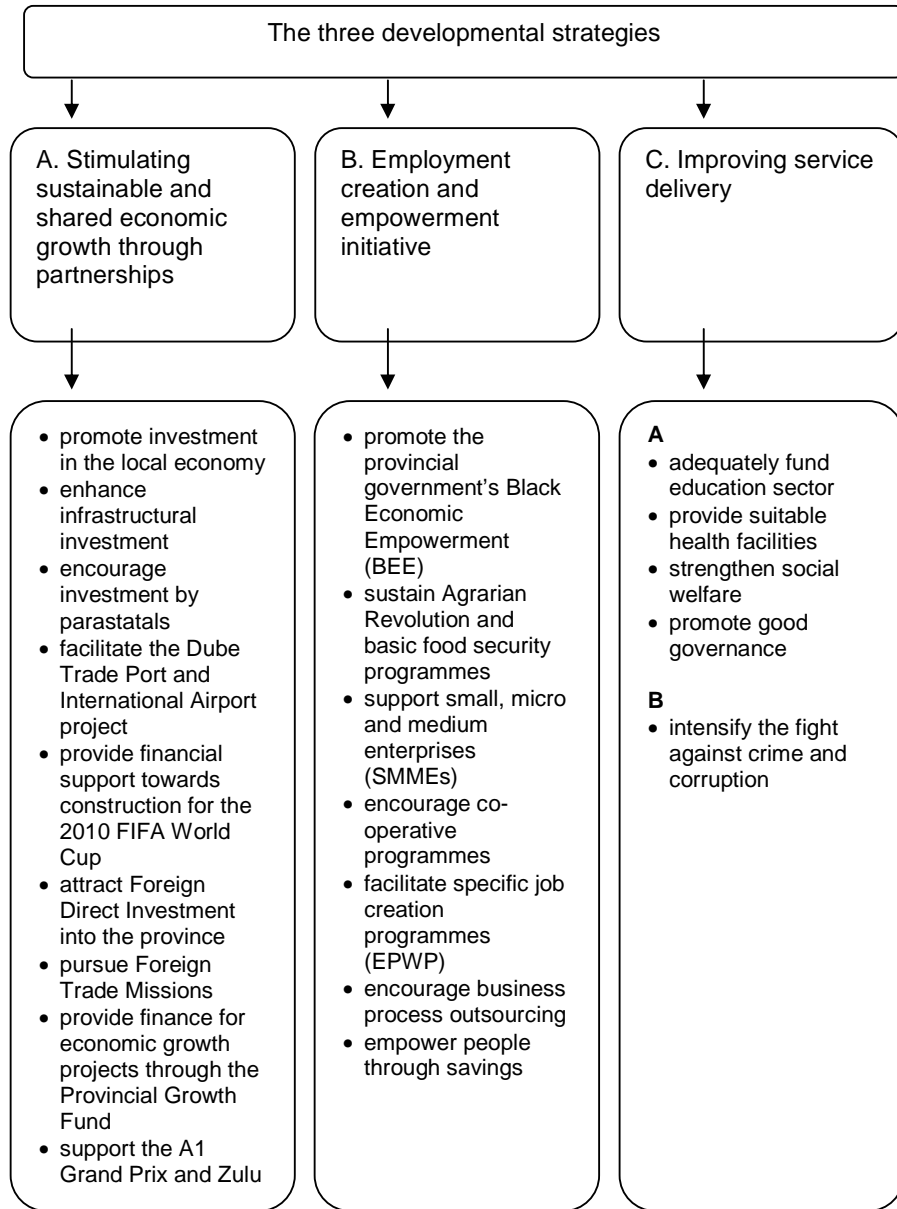 The three developmental strategies
A. Stimulating
sustainable and
shared economic
growth through
partnerships
B. Employment
creation and
empowerment
initiative
C. Improving service
delivery
• promote investment
in the local economy
• enhance
infrastructural
investment
• encourage
investment by
parastatals
• facilitate the Dube
Trade Port and
International Airport
project
• provide financial
support towards
construction for the
2010 FIFA World
Cup
• attract Foreign
Direct Investment
into the province
• pursue Foreign
Trade Missions
• provide finance for
economic growth
projects through the
Provincial Growth
Fund
• support the A1
Grand Prix and Zulu
• promote the
provincial
government’s Black
Economic
Empowerment
(BEE)
• sustain Agrarian
Revolution and
basic food security
programmes
• support small, micro
and medium
enterprises
(SMMEs)
• encourage co-
operative
programmes
• facilitate specific job
creation
programmes
(EPWP)
• encourage business
process outsourcing
• empower people
through savings
A
• adequately fund
education sector
• provide suitable
health facilities
• strengthen social
welfare
• promote good
governance
B
• intensify the fight
against crime and
corruption